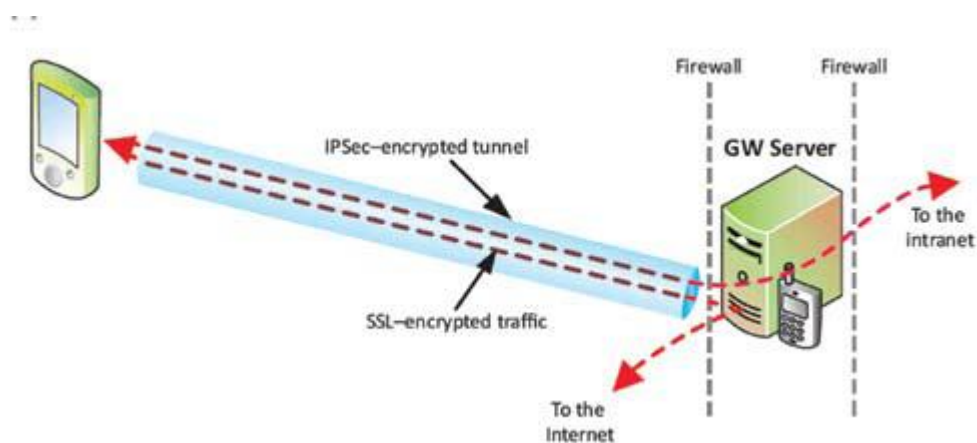 Firewall
Firewall
IPSec–encrypted tunnel
GW Server
To the
intranet
SSL–encrypted traffic
To the
Internet